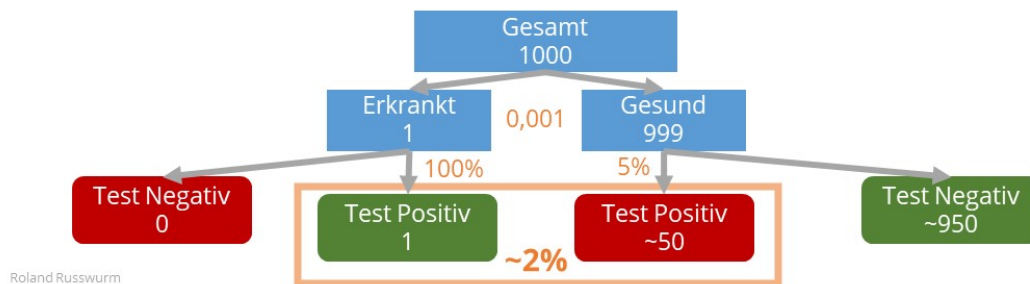 Gesamt
1000
Erkrankt
1
0,001
Gesund
999
100%
5%
Test Negativ
0
Test Positiv
1
Test Positiv
~50
Test Negativ
~950
~2%
Roland Russwurm